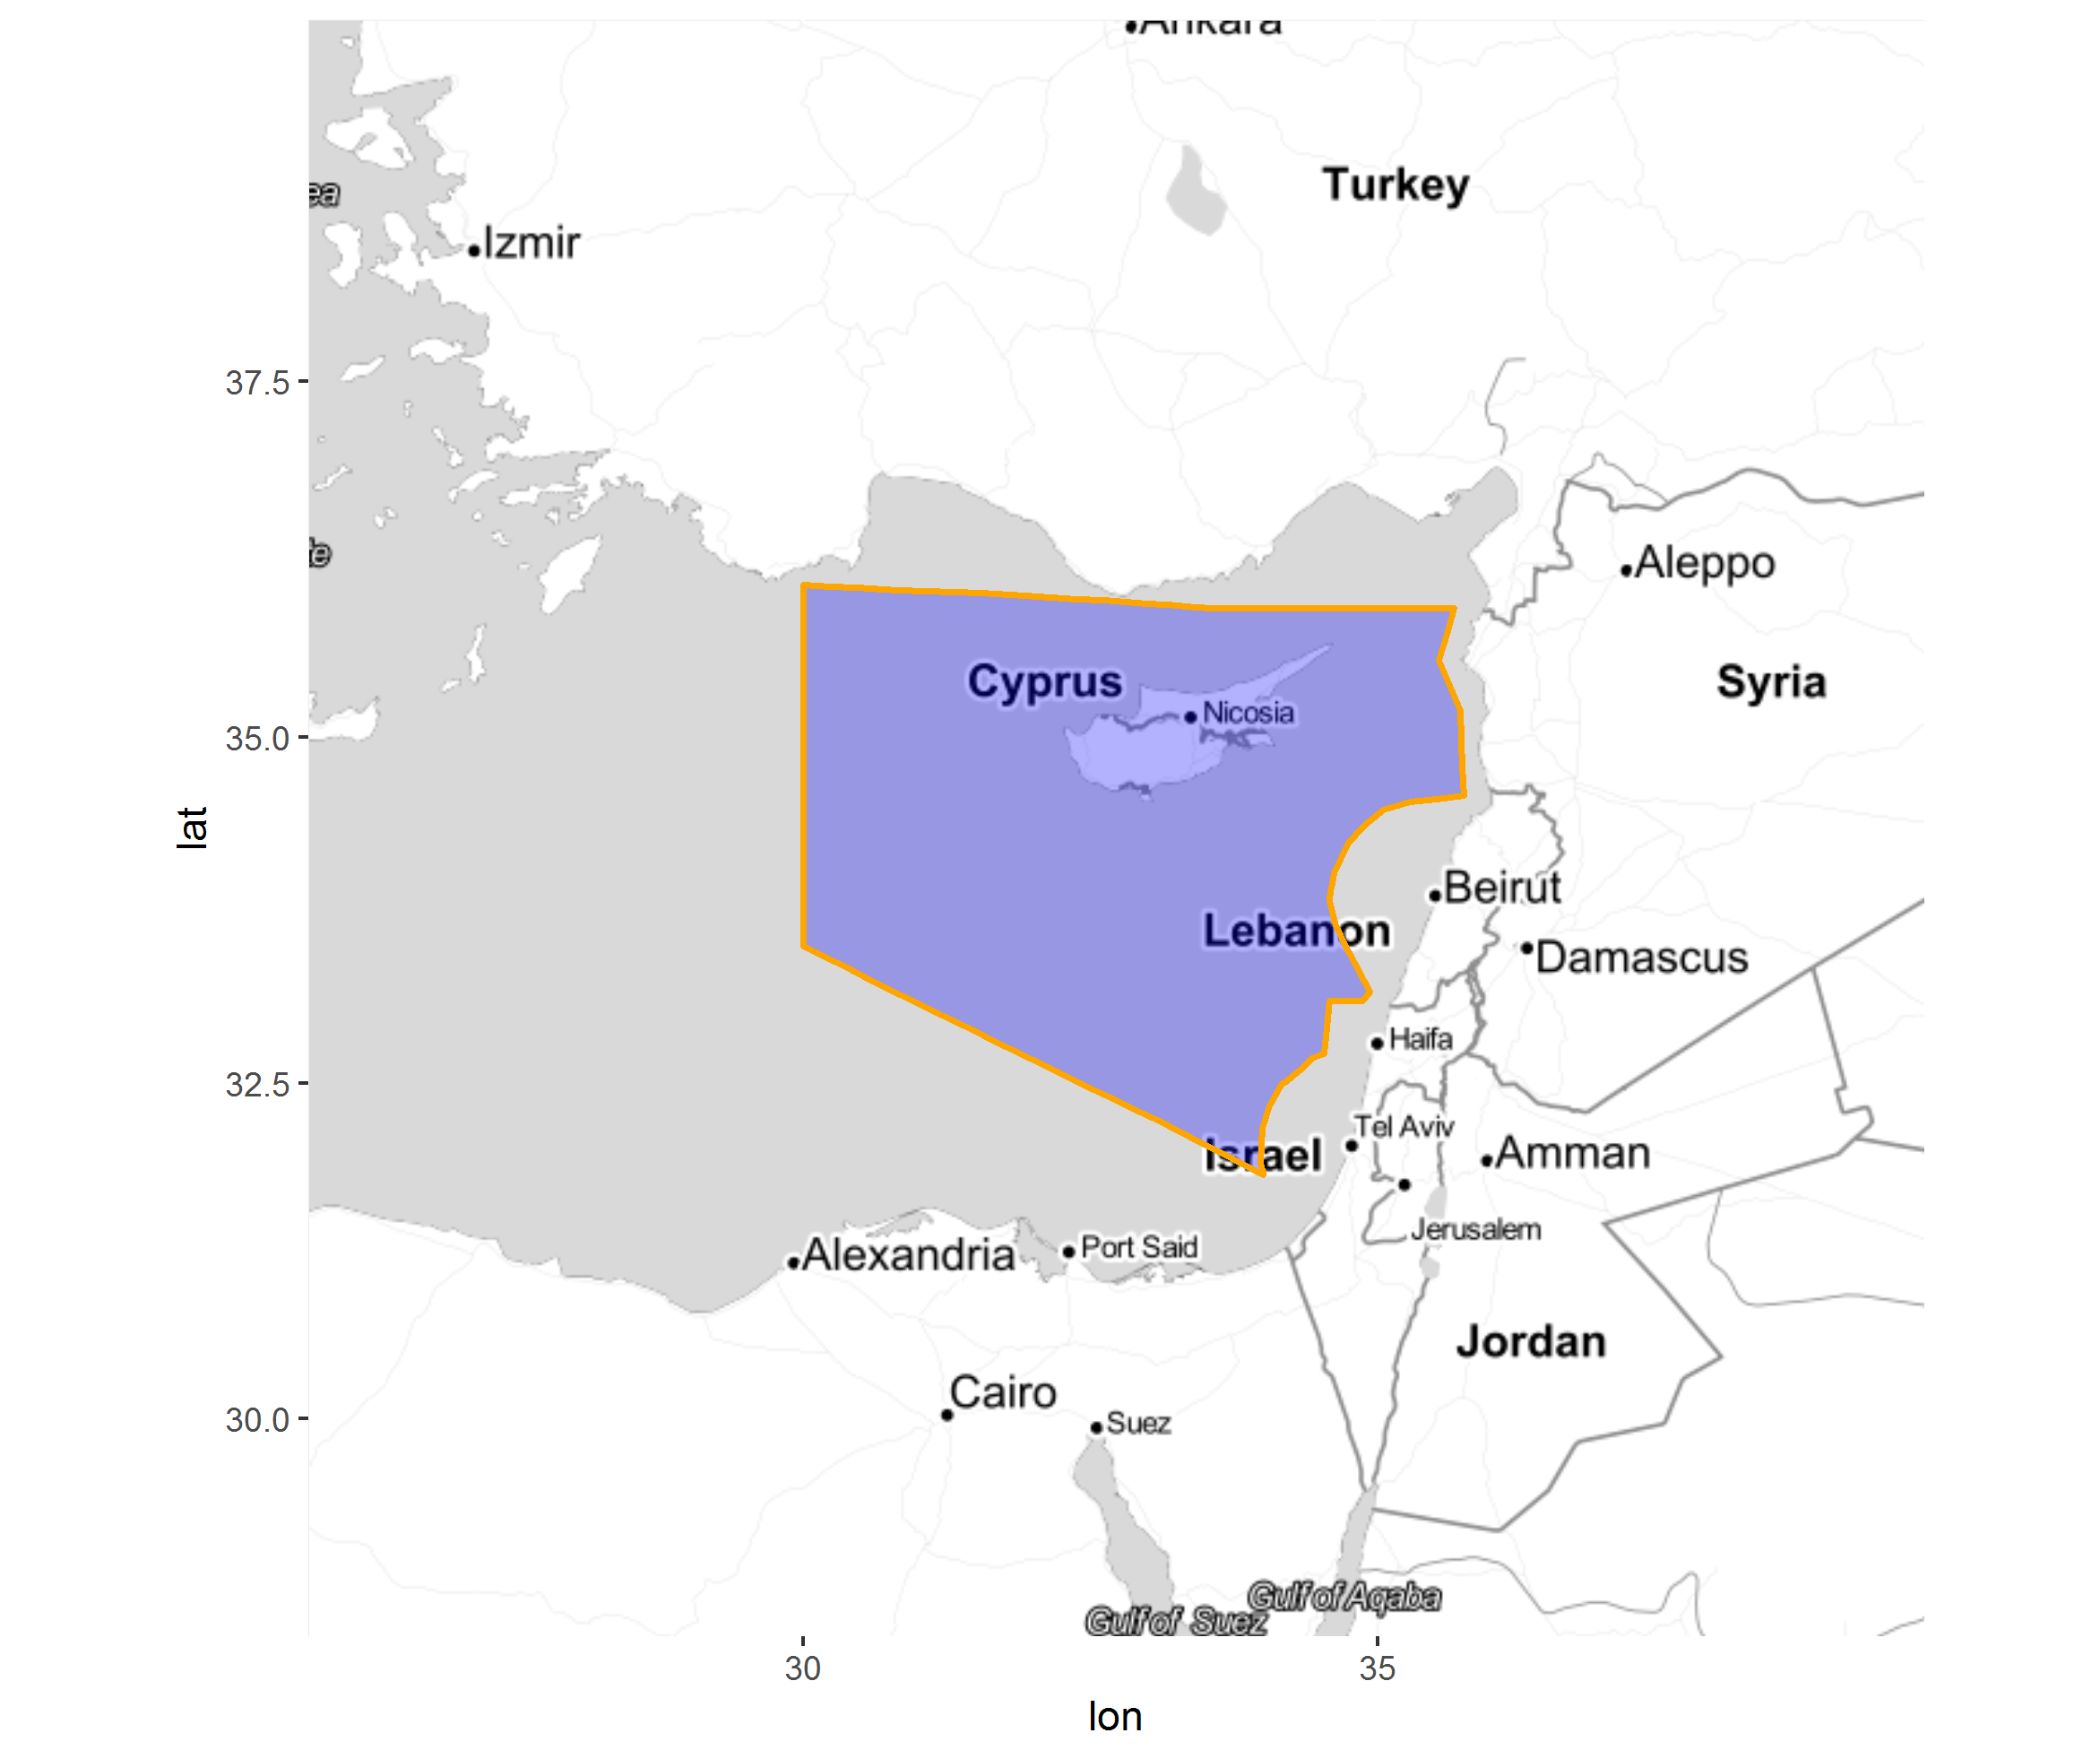 Ankara
Turkey
Izmir
37.5
Aleppo
Cyprus
Syria
Nicosia
35.0
lat
Beirut
Lebanon
Damascus
Haifa
32.5
Tel Aviv
Israel
Amman
Jerusalem
Alexandria
Port Said
Jordan
Cairo
30.0
Suez
Gulf of Aqaba
Gulf of Suez
30
35
lon